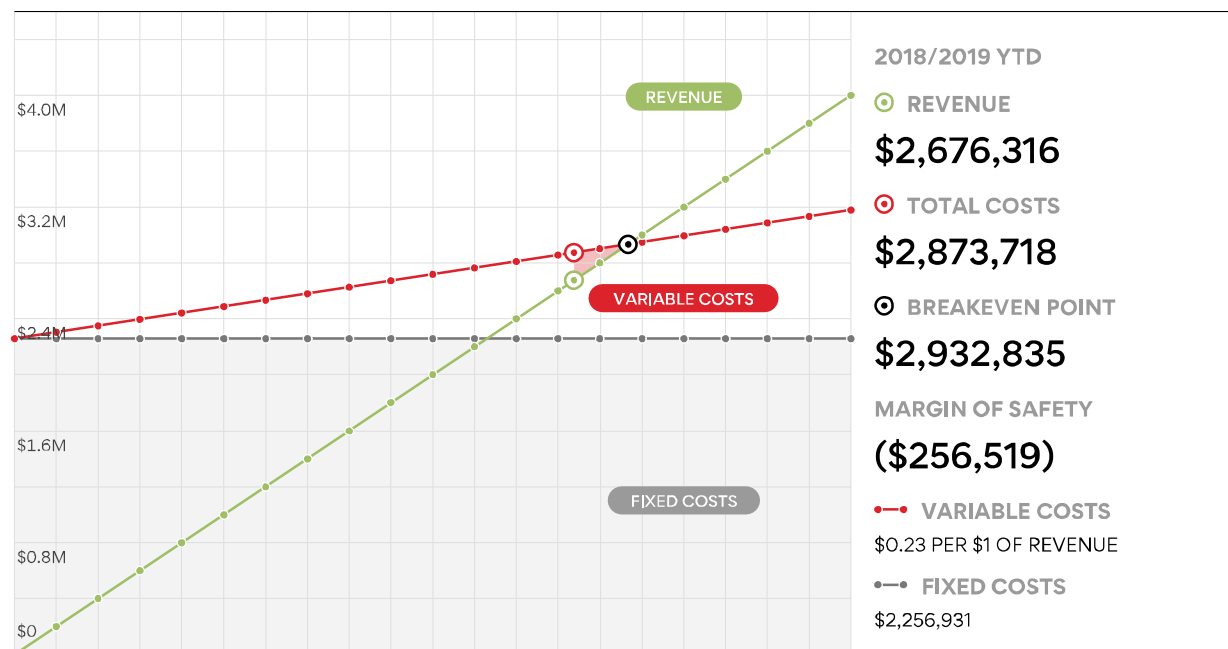 $4.0M
$3.2M
$2.4M
$1.6M
$0.8M
$0
REVENUE
VARIABLE COSTS
FIXED COSTS
2018/2019 YTD
REVENUE
$2,676,316
TOTAL COSTS
$2,873,718
BREAKEVEN POINT
$2,932,835
MARGIN OF SAFETY
($256,519)
VARIABLE COSTS
$0.23 PER $1 OF REVENUE
FIXED COSTS
$2,256,931